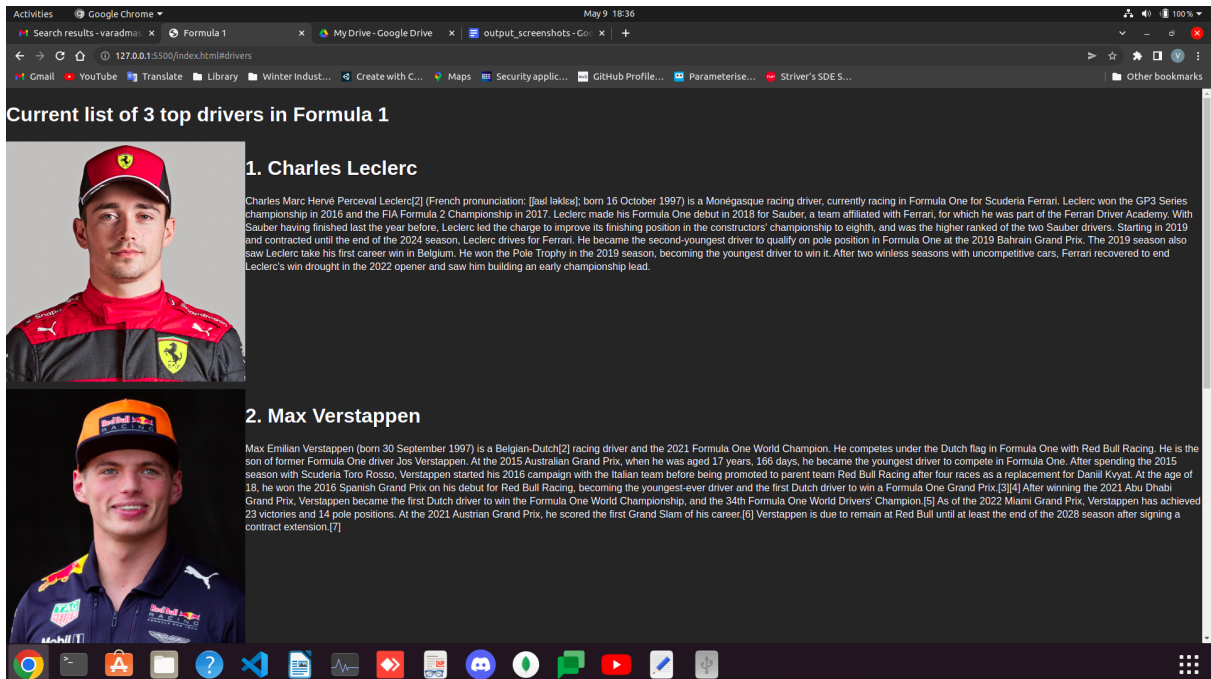 Activities
Google Chrome
May 9 18:36
100 %
Search results - varadmas
Formula 1
My Drive - Google Drive
output_screenshots - Goo
127.0.0.1:5500/index.html#drivers
V
Gmail
YouTube
Translate
Library
Winter Indust...
Create with C...
Maps
Security applic...
GitHub Profile...
Parameterise...
Striver's SDE S...
Other bookmarks
Current list of 3 top drivers in Formula 1
1. Charles Leclerc
Charles Marc Hervé Perceval Leclerc[2] (French pronunciation: [ʃaʁl ləklɛʁ]; born 16 October 1997) is a Monégasque racing driver, currently racing in Formula One for Scuderia Ferrari. Leclerc won the GP3 Series
championship in 2016 and the FIA Formula 2 Championship in 2017. Leclerc made his Formula One debut in 2018 for Sauber, a team affiliated with Ferrari, for which he was part of the Ferrari Driver Academy. With
Sauber having finished last the year before, Leclerc led the charge to improve its finishing position in the constructors' championship to eighth, and was the higher ranked of the two Sauber drivers. Starting in 2019
and contracted until the end of the 2024 season, Leclerc drives for Ferrari. He became the second-youngest driver to qualify on pole position in Formula One at the 2019 Bahrain Grand Prix. The 2019 season also
saw Leclerc take his first career win in Belgium. He won the Pole Trophy in the 2019 season, becoming the youngest driver to win it. After two winless seasons with uncompetitive cars, Ferrari recovered to end
Leclerc's win drought in the 2022 opener and saw him building an early championship lead.
2. Max Verstappen
Max Emilian Verstappen (born 30 September 1997) is a Belgian-Dutch[2] racing driver and the 2021 Formula One World Champion. He competes under the Dutch flag in Formula One with Red Bull Racing. He is the
son of former Formula One driver Jos Verstappen. At the 2015 Australian Grand Prix, when he was aged 17 years, 166 days, he became the youngest driver to compete in Formula One. After spending the 2015
season with Scuderia Toro Rosso, Verstappen started his 2016 campaign with the Italian team before being promoted to parent team Red Bull Racing after four races as a replacement for Daniil Kvyat. At the age of
18, he won the 2016 Spanish Grand Prix on his debut for Red Bull Racing, becoming the youngest-ever driver and the first Dutch driver to win a Formula One Grand Prix.[3][4] After winning the 2021 Abu Dhabi
Grand Prix, Verstappen became the first Dutch driver to win the Formula One World Championship, and the 34th Formula One World Drivers' Champion.[5] As of the 2022 Miami Grand Prix, Verstappen has achieved
23 victories and 14 pole positions. At the 2021 Austrian Grand Prix, he scored the first Grand Slam of his career.[6] Verstappen is due to remain at Red Bull until at least the end of the 2028 season after signing a
contract extension.[7]
Red Bull
RACING
TAG
Red Bull
RACING
Mobil 1